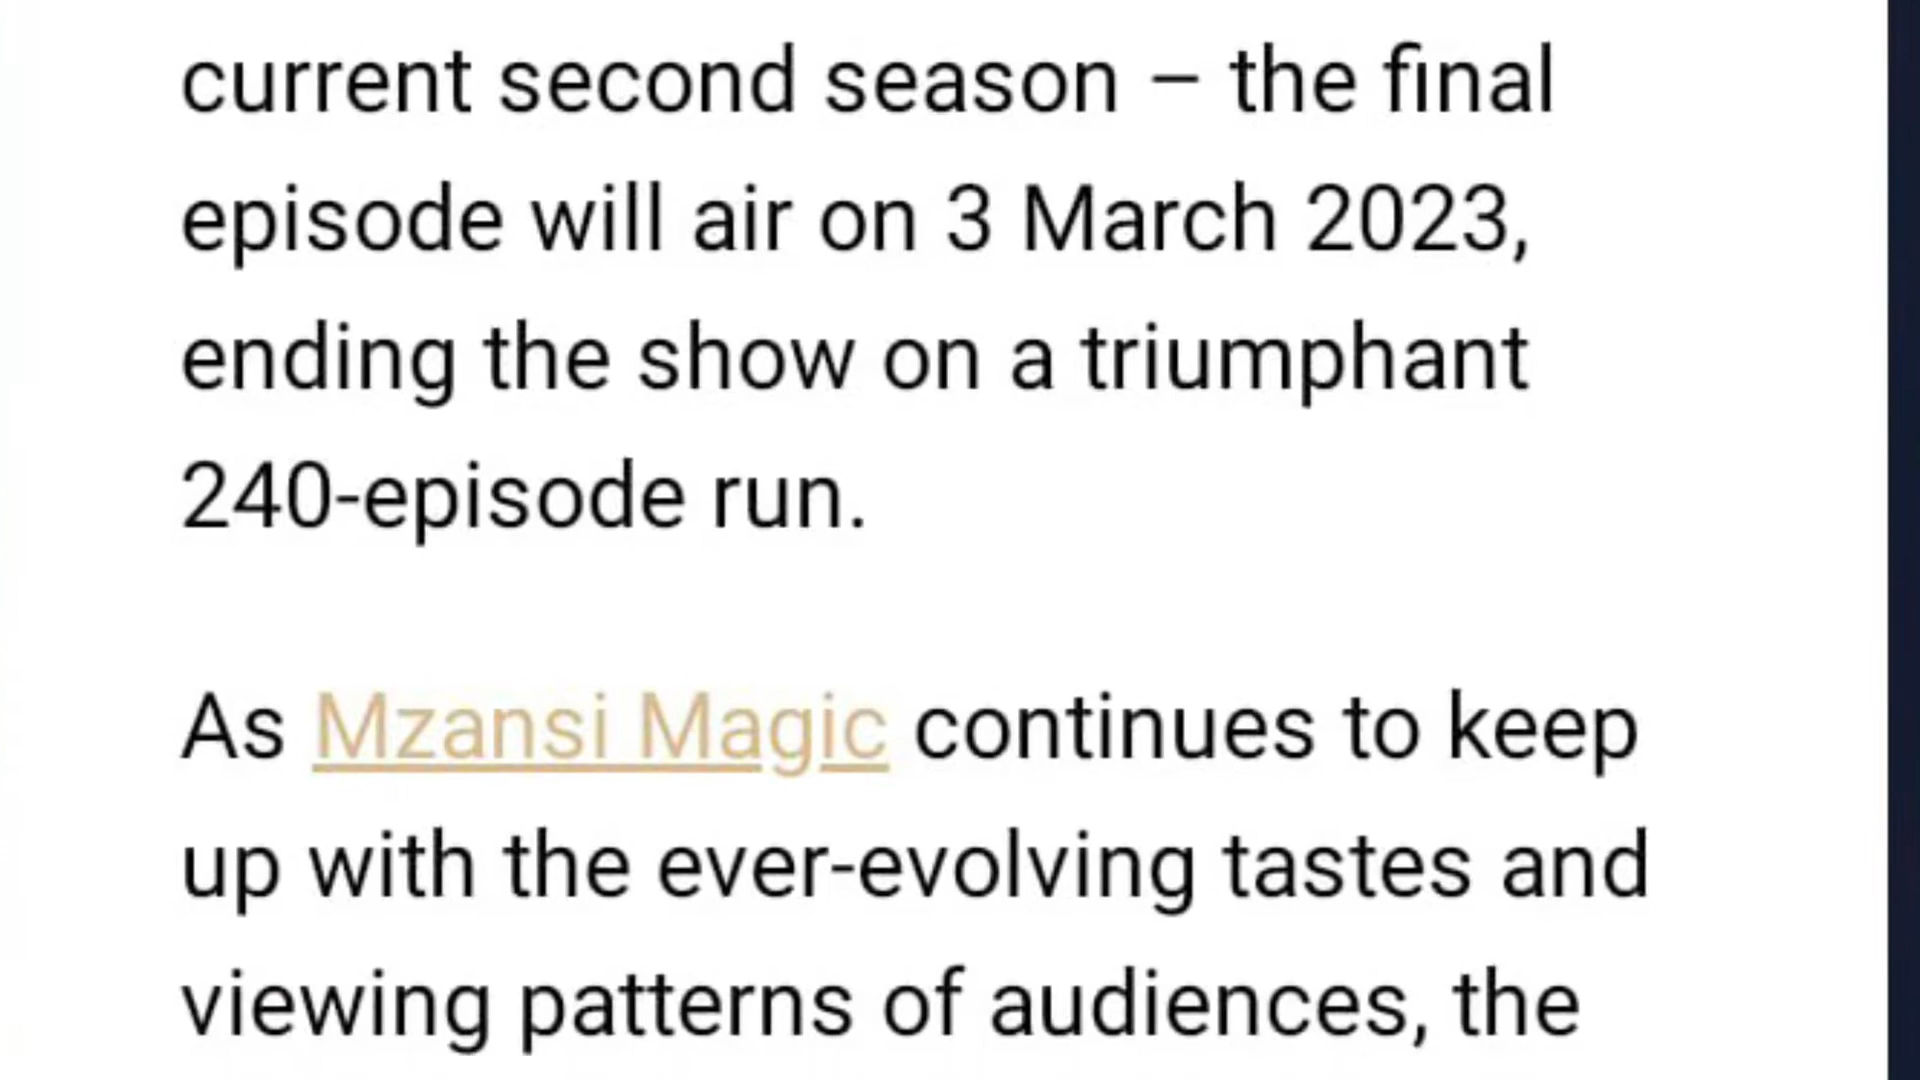 current second season – the final
episode will air on 3 March 2023,
ending the show on a triumphant
240-episode run.
As Mzansi Magic continues to keep
up with the ever-evolving tastes and
viewing patterns of audiences, the